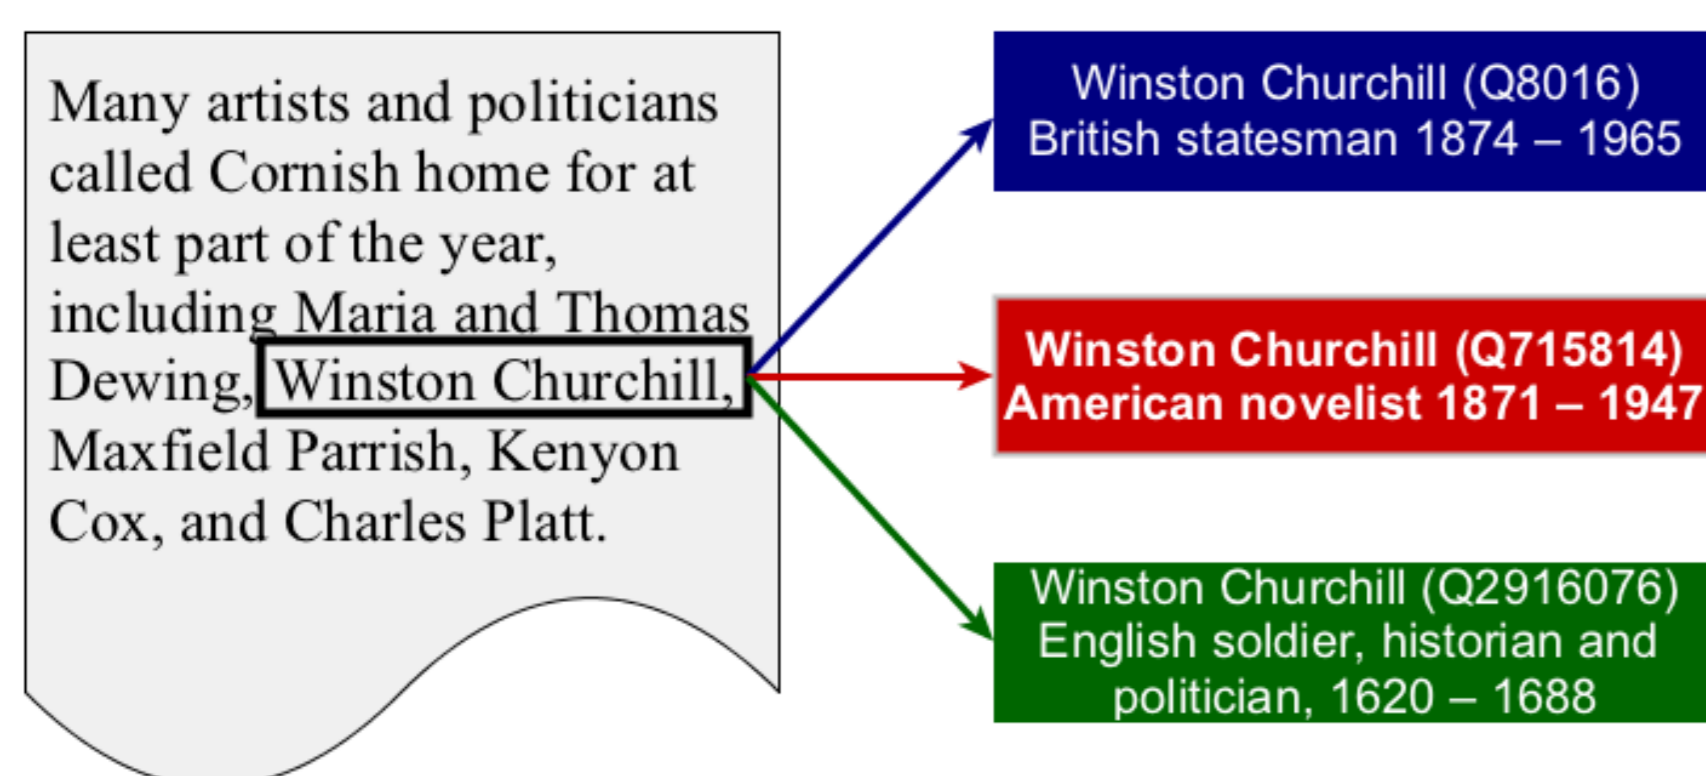 Many artists and politicians
called Cornish home for at
least part of the year,
including Maria and Thomas
Dewing, Winston Churchill,
Maxfield Parrish, Kenyon
Cox, and Charles Platt.
Winston Churchill (Q8016)
British statesman 1874 – 1965
Winston Churchill (Q715814)
American novelist 1871 – 1947
Winston Churchill (Q2916076)
English soldier, historian and
politician, 1620 – 1688